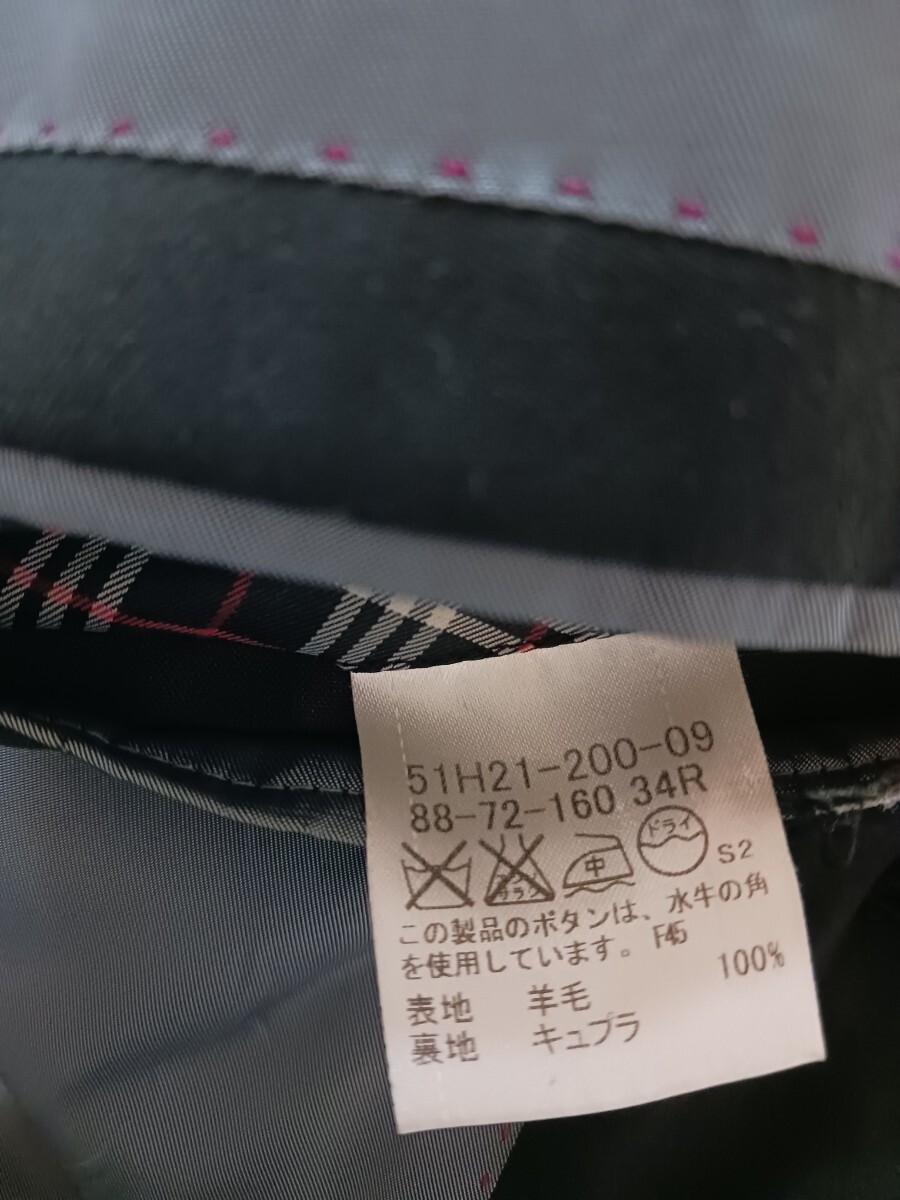 51H21-200-09
88-72-160 34R
中 ドライ S2
この製品のボタンは、水牛の角
を使用しています。 F45
100%
表地 羊毛
裏地 キュプラ